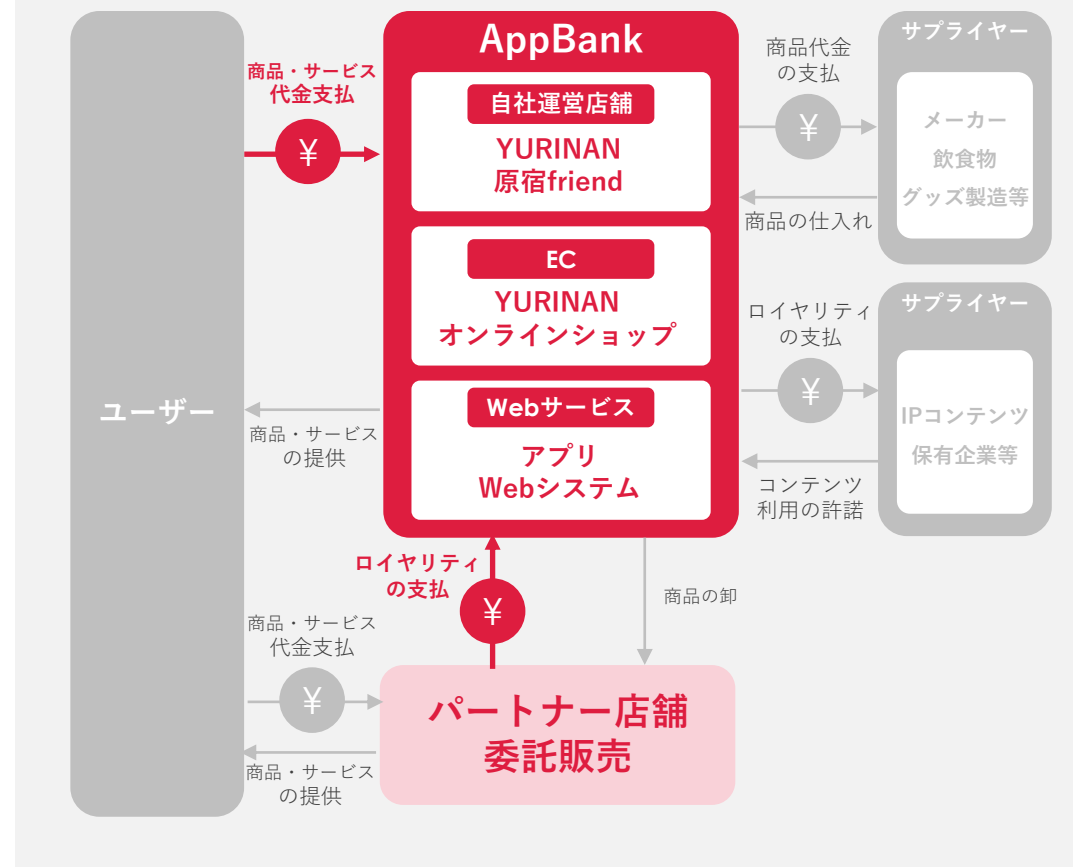 AppBank
自社運営店舗
YURINAN
原宿friend
EC
YURINAN
オンラインショップ
Webサービス
アプリ
Webシステム
ユーザー
商品・サービス
代金支払
¥
商品・サービス
の提供
商品代金
の支払
¥
商品の仕入れ
サプライヤー
メーカー
飲食物
グッズ製造等
ロイヤリティ
の支払
¥
コンテンツ
利用の許諾
サプライヤー
IPコンテンツ
保有企業等
ロイヤリティ
の支払
¥
商品の卸
商品・サービス
代金支払
¥
商品・サービス
の提供
パートナー店舗
委託販売